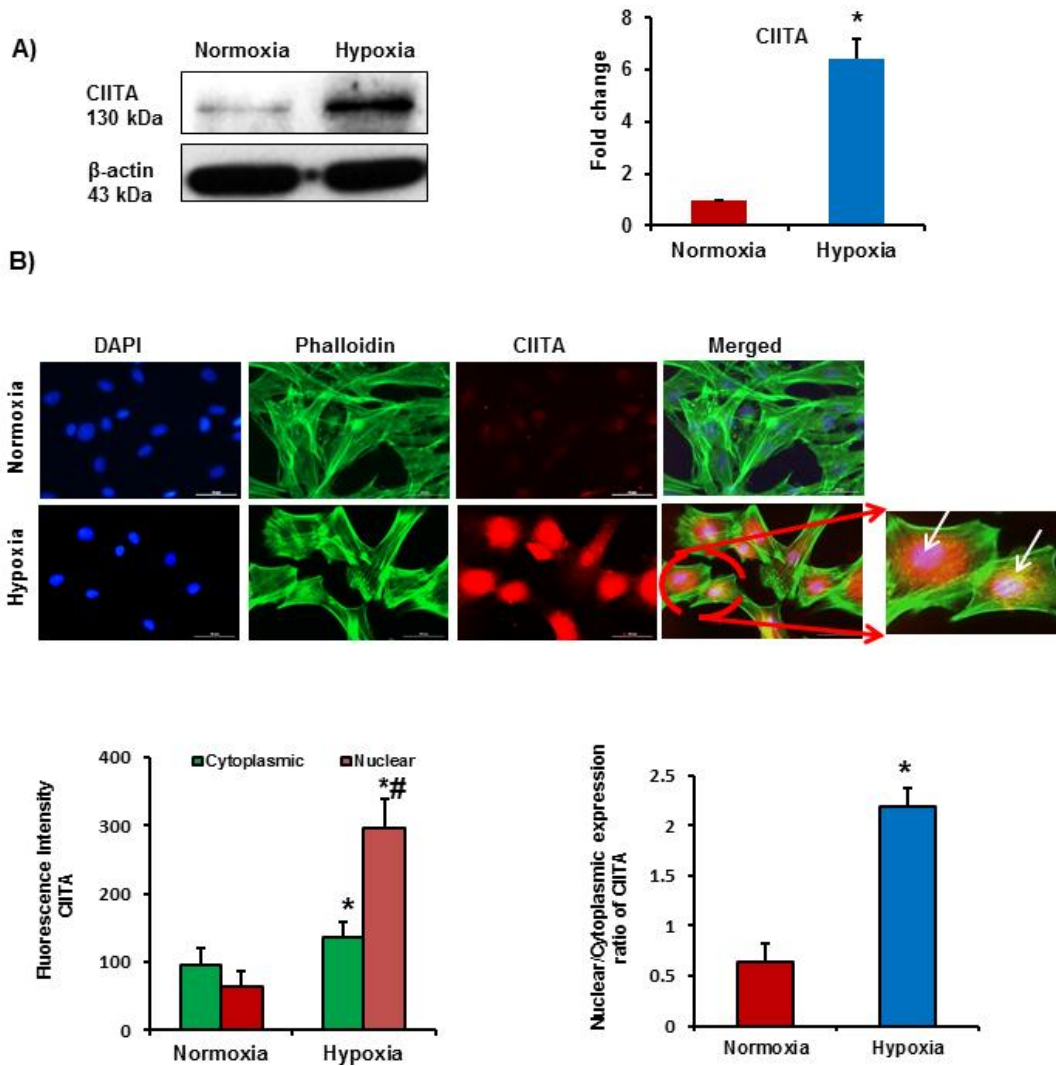 A)
Normoxia Hypoxia
CIITA
130 kDa
β-actin
43 kDa
8
6
4
2
0
Fold change
CIITA
*
Normoxia Hypoxia
B)
DAPI Phalloidin CIITA Merged
Normoxia
Hypoxia
400
300
200
100
0
Fluorescence Intensity
CIITA
Cytoplasmic Nuclear
*
*#
Normoxia Hypoxia
2.5
2
1.5
1
0.5
0
Nuclear/Cytoplasmic expression
ratio of CIITA
*
Normoxia Hypoxia